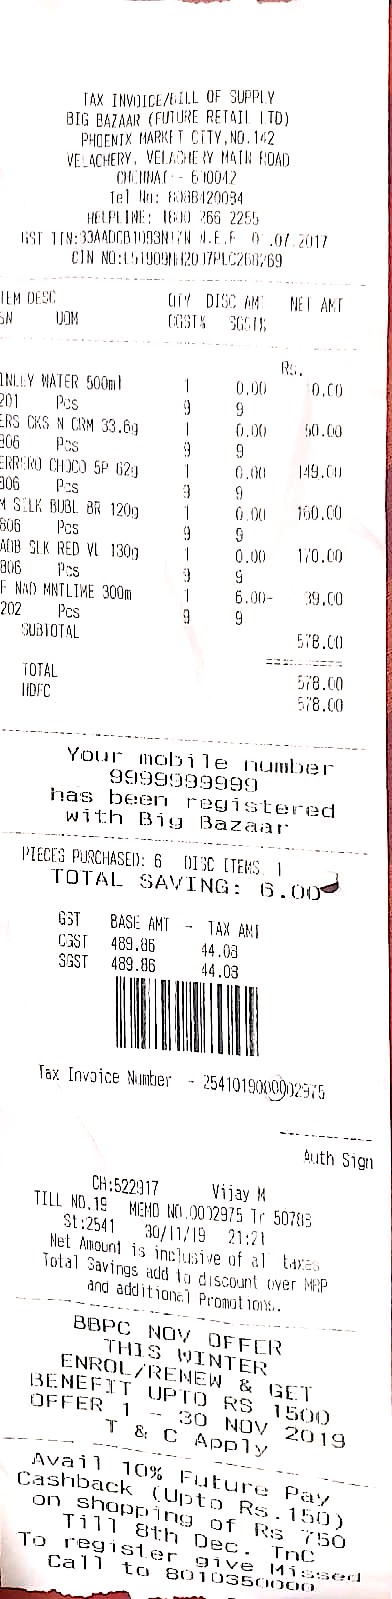 TAX INVOICE/BILL OF SUPPLY
BIG BAZAAR (FUTURE RETAIL LTD)
PHOENIX MARKET CITY,NO.142
VELACHERY, VELACHERY MAIN ROAD
CHENNAI - 600042
Tel No:
HELPLINE: 1800 266 2255
GST TIN: .07.2017
CIN NO:
TEM DESC QTY DISC AMT NET AMT
SN UOM CGST% SGST%
Rs.
INLEY WATER 500ml 1 0.00
201 Pcs 9 9
ERS CKS N CRM 33.6g 1 0.00 50.00
806 Pcs 9 9
ERRERO CHOCO 5P 62g 1 0.00 149.00
806 Pcs 9 9
M SILK BUBL BR 120g 1 0.00 160.00
806 Pcs 9 9
ADB SLK RED VL 130g 1 0.00 170.00
806 Pcs 9 9
F NAD MNTLIME 300m 1 6.00- 39.00
202 Pcs 9 9
SUBTOTAL 578.00
TOTAL 578.00
HDFC 578.00
Your mobile number
9999999999
has been registered
with Big Bazaar
PIECES PURCHASED: 6 DISC ITEMS 1
TOTAL SAVING: 6.00
GST BASE AMT - TAX AMT
CGST 489.86 44.08
SGST 489.86 44.08
Tax Invoice Number - 254101900002975
Auth Sign
CH:522917 Vijay M
TILL NO.19 MEMO NO.0002975 Tr 50788
St:2541 30/11/19 21:21
Net Amount is inclusive of all taxes
Total Savings add to discount over MRP
and additional Promotions..
BBPC NOV OFFER
THIS WINTER
ENROL/RENEW & GET
BENEFIT UPTO RS 1500
OFFER 1 - 30 NOV 2019
T & C Apply
Avail 10% Future Pay
Cashback (Upto Rs.150)
on shopping of Rs 750
Till 8th Dec. TnC
To register give Missed
Call to 8010350000